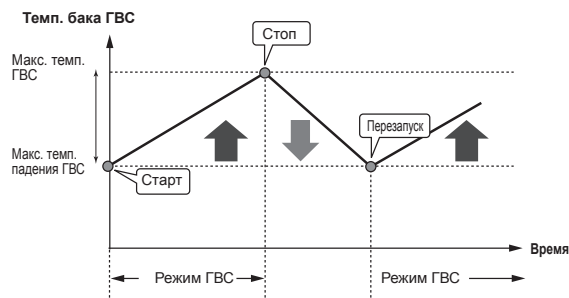 Темп. бака ГВС
Стоп
Макс. темп.
ГВС
Перезапуск
Макс. темп.
падения ГВС
Старт
Время
Режим ГВС
Режим ГВС